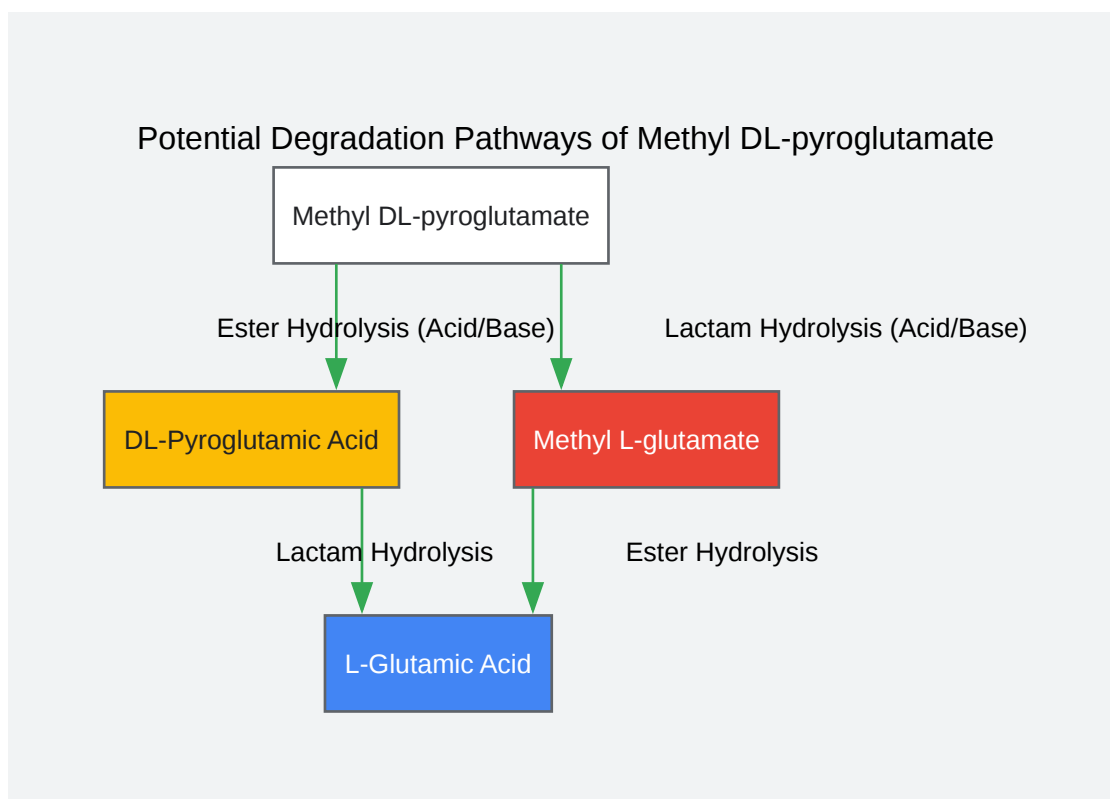 Potential Degradation Pathways of Methyl DL-pyroglutamate
Methyl DL-pyroglutamate
Ester Hydrolysis (Acid/Base)
Lactam Hydrolysis (Acid/Base)
DL-Pyroglutamic Acid
Methyl L-glutamate
Lactam Hydrolysis
Ester Hydrolysis
L-Glutamic Acid